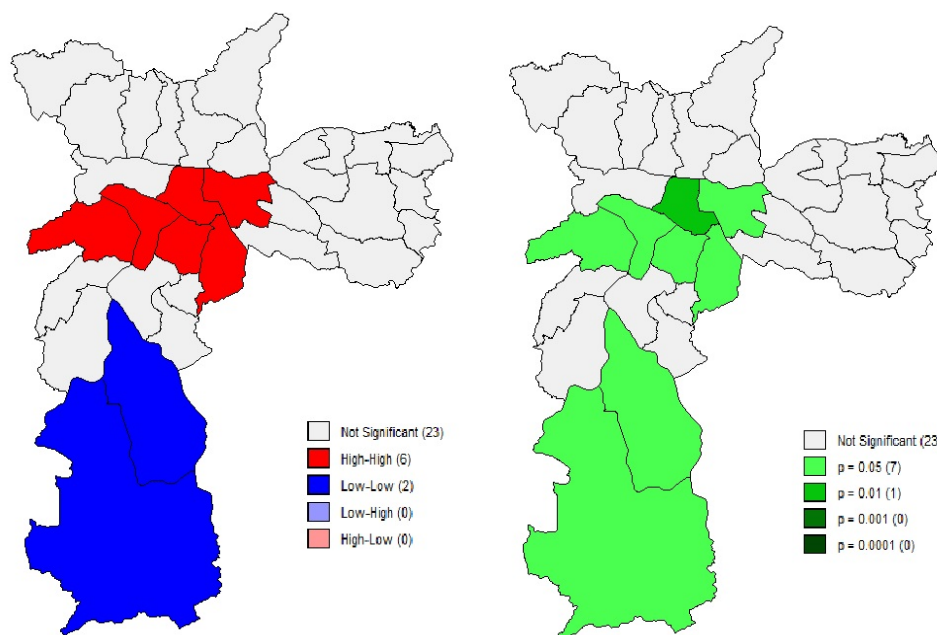 Not Significant (23)
High-High (6)
Low-Low (2)
Low-High (0)
High-Low (0)
Not Significant (23
p = 0.05 (7)
p = 0.01 (1)
p = 0.001 (0)
p = 0.0001 (0)